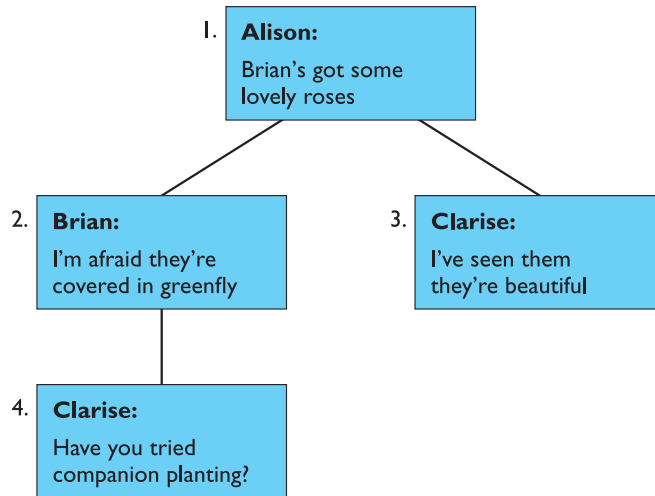 1. Alison:
Brian's got some
lovely roses
2. Brian:
I'm afraid they're
covered in greenfly
3. Clarise:
I've seen them
they're beautiful
4. Clarise:
Have you tried
companion planting?